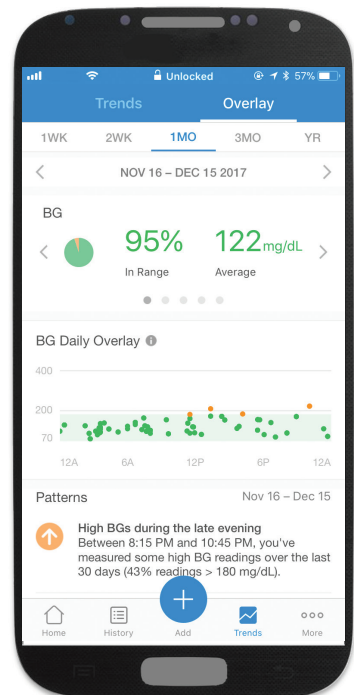 Unlocked
57%
Trends
Overlay
1WK
2WK
1MO
3MO
YR
NOV 16 – DEC 15 2017
BG
95%
In Range
122 mg/dL
Average
BG Daily Overlay
400
200
70
12A
6A
12P
6P
12A
Patterns
Nov 16 – Dec 15
High BGs during the late evening
Between 8:15 PM and 10:45 PM, you've
measured some high BG readings over the last
30 days (43% readings > 180 mg/dL).
Home
History
Add
Trends
More